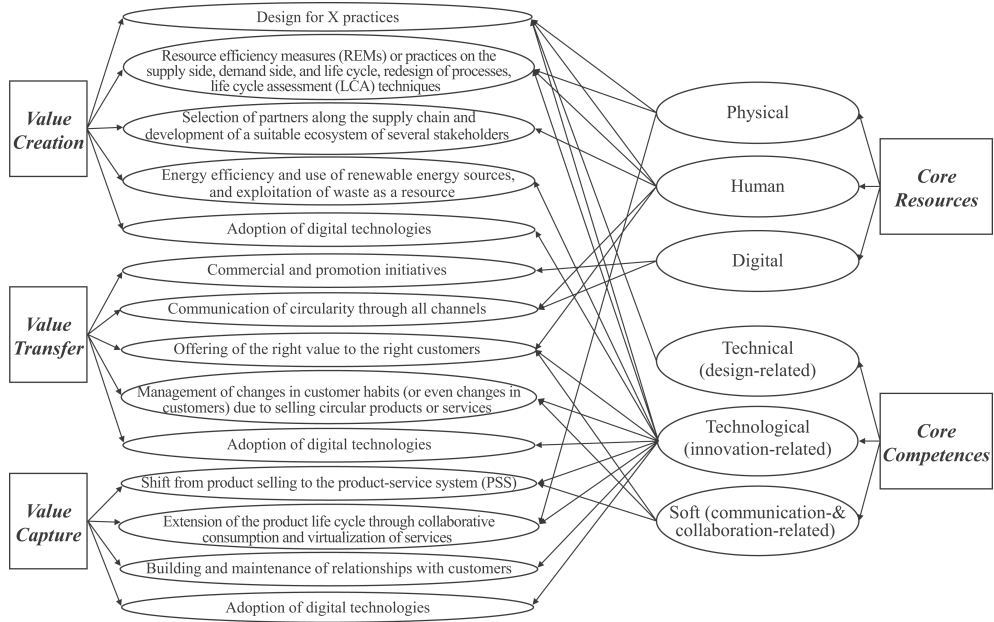 Value
Creation
Design for X practices
Resource efficiency measures (REMs) or practices on the
supply side, demand side, and life cycle, redesign of processes,
life cycle assessment (LCA) techniques
Selection of partners along the supply chain and
development of a suitable ecosystem of several stakeholders
Energy efficiency and use of renewable energy sources,
and exploitation of waste as a resource
Adoption of digital technologies
Value
Transfer
Commercial and promotion initiatives
Communication of circularity through all channels
Offering of the right value to the right customers
Management of changes in customer habits (or even changes in
customers) due to selling circular products or services
Adoption of digital technologies
Value
Capture
Shift from product selling to the product-service system (PSS)
Extension of the product life cycle through collaborative
consumption and virtualization of services
Building and maintenance of relationships with customers
Adoption of digital technologies
Physical
Human
Digital
Core
Resources
Technical
(design-related)
Technological
(innovation-related)
Soft (communication-&
collaboration-related)
Core
Competences